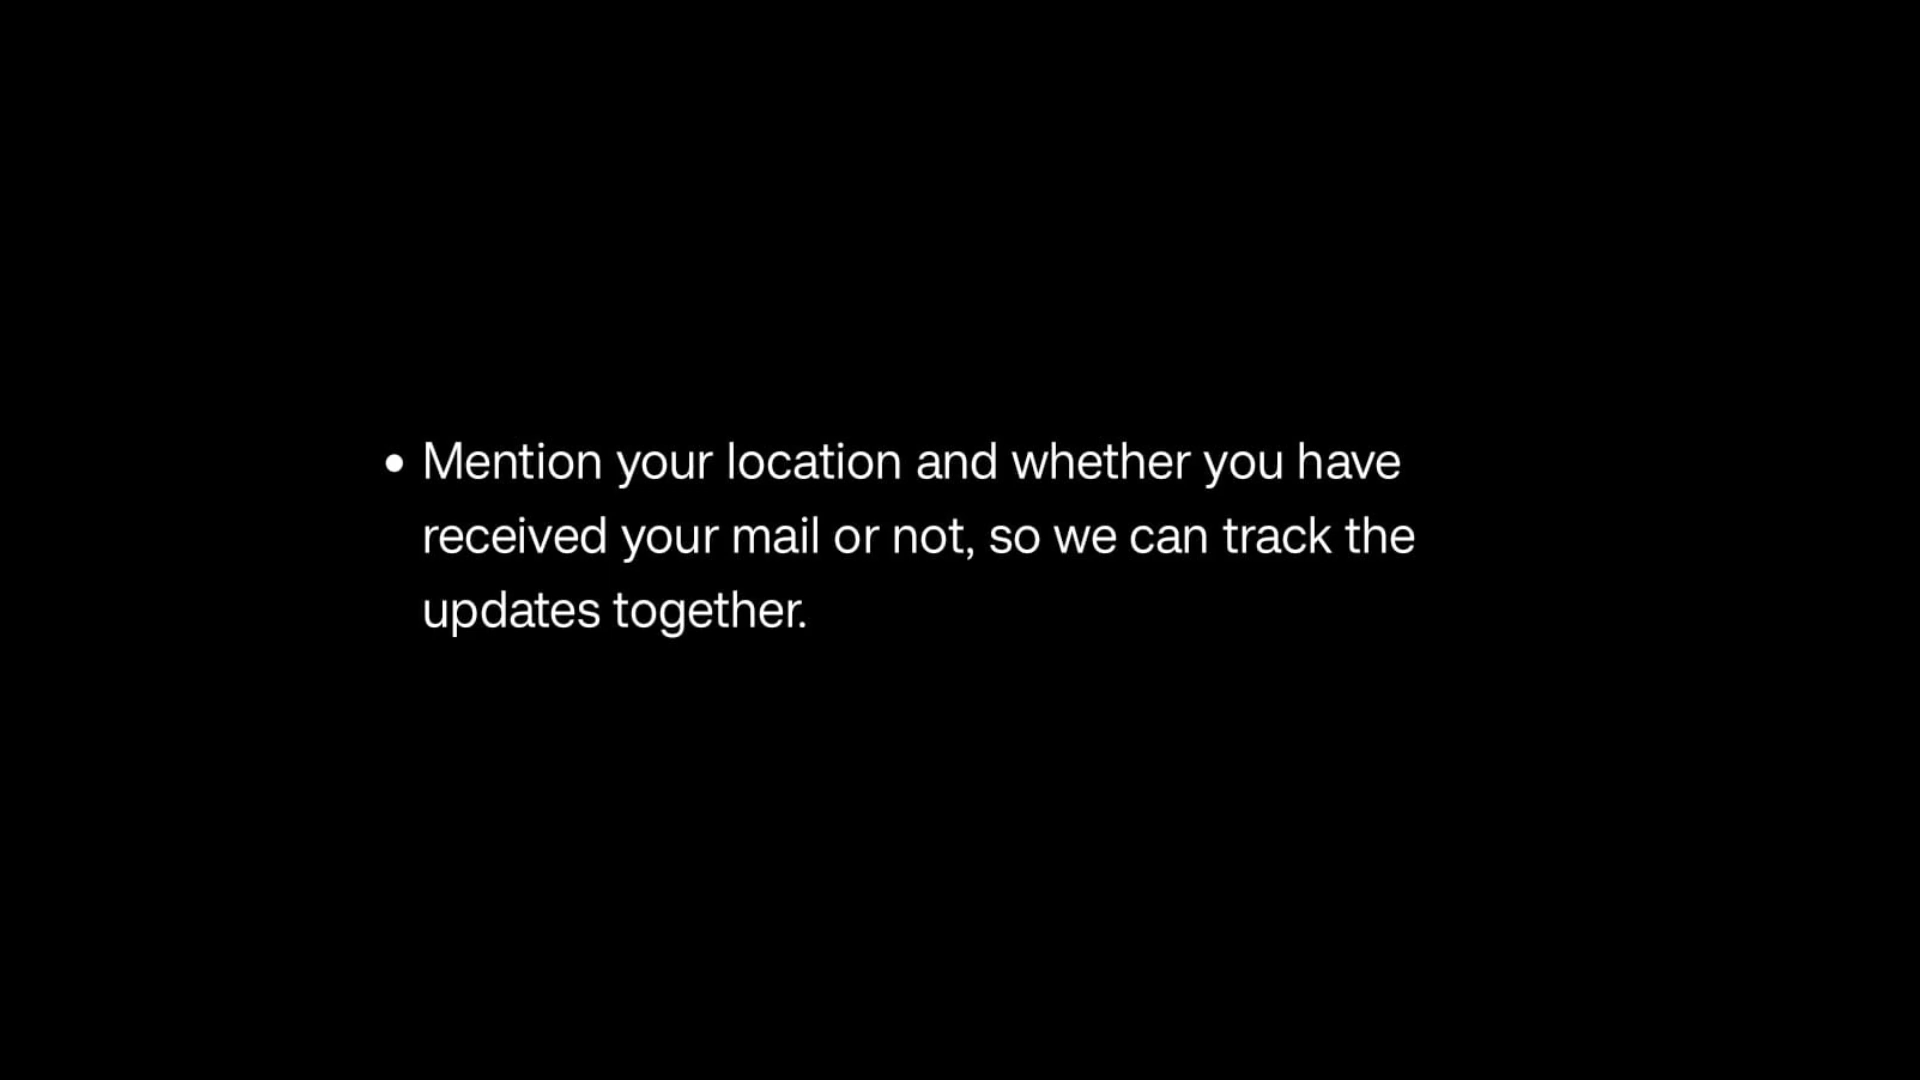 • Mention your location and whether you have
received your mail or not, so we can track the
updates together.